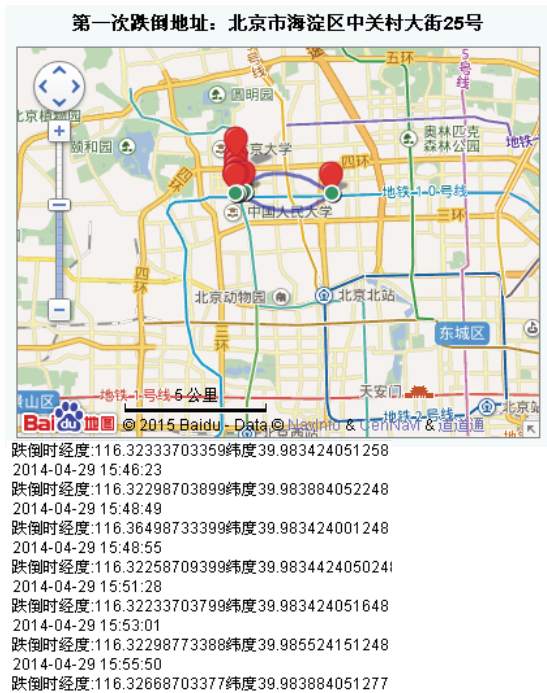 第一次跌倒地址：北京市海淀区中关村大街25号
五环
5号线
圆明园
北京植物园
颐和园
京大学
奥林匹克
森林公园
地铁
四环
四环
地铁10号线
中国人民大学
三环
四环
北京动物园
北京北站
三环
东城区
天安门
地铁1号线 5 公里
景山区
地铁2号线
北京站
Bai 地图
© 2015 Baidu - Data © NavInfo & CenNavi & 道道通
北京西站
跌倒时经度:116.32333703359纬度39.983424051258
2014-04-29 15:46:23
跌倒时经度:116.32298703899纬度39.983884052248
2014-04-29 15:48:49
跌倒时经度:116.36498733399纬度39.983424001248
2014-04-29 15:48:55
跌倒时经度:116.32258709399纬度39.983442405024
2014-04-29 15:51:28
跌倒时经度:116.32233703799纬度39.983424051648
2014-04-29 15:53:01
跌倒时经度:116.32298773388纬度39.985524151248
2014-04-29 15:55:50
跌倒时经度:116.32668703377纬度39.983884051277